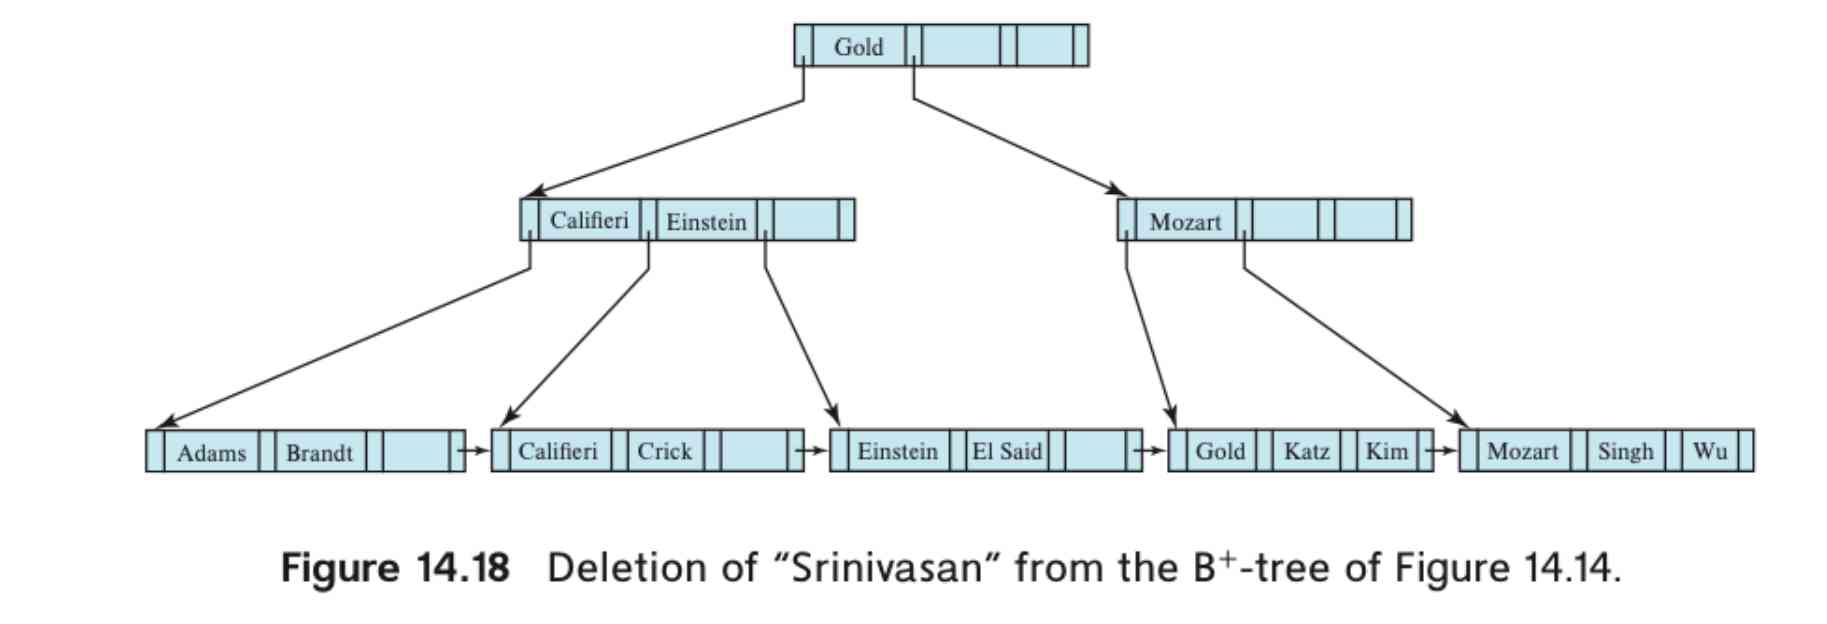 Gold
Califieri Einstein
Mozart
Adams Brandt
Califieri Crick
Einstein El Said
Gold Katz Kim
Mozart Singh Wu
Figure 14.18 Deletion of “Srinivasan” from the B⁺-tree of Figure 14.14.